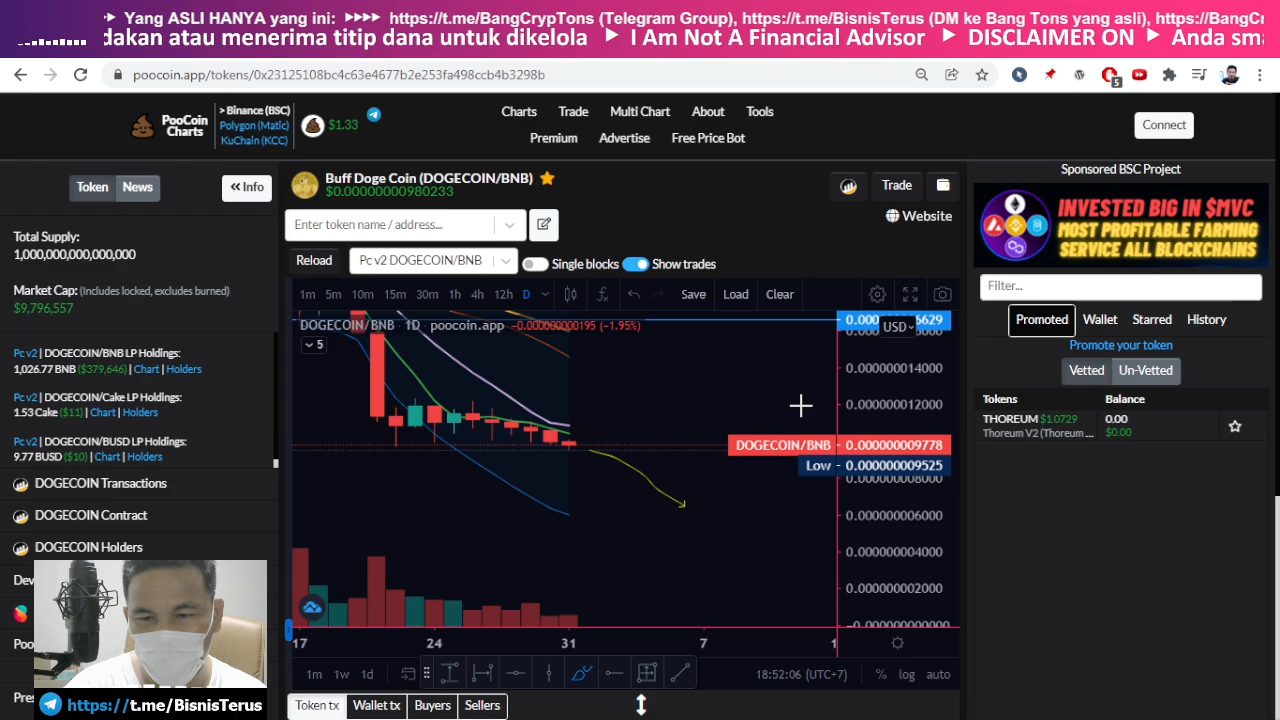 Yang ASLI HANYA yang ini: https://t.me/BangCrypTons (Telegram Group), https://t.me/BisnisTerus (DM ke Bang Tons yang asli), https://BangCr
dakan atau menerima titip dana untuk dikelola I Am Not A Financial Advisor DISCLAIMER ON Anda sma
poocoin.app/tokens/0x23125108bc4c63e4677b2e253fa498ccb4b3298b
5
PooCoin
Charts
> Binance (BSC)
Polygon (Matic)
KuChain (KCC)
$1.33
Charts Trade Multi Chart About Tools
Premium Advertise Free Price Bot
Connect
Token News
« Info
Total Supply:
1,000,000,000,000,000
Market Cap: (Includes locked, excludes burned)
$9,796,557
Pc v2 | DOGECOIN/BNB LP Holdings:
1,026.77 BNB ($379,646) | Chart | Holders
Pc v2 | DOGECOIN/Cake LP Holdings:
1.53 Cake ($11) | Chart | Holders
Pc v2 | DOGECOIN/BUSD LP Holdings:
9.77 BUSD ($10) | Chart | Holders
DOGECOIN Transactions
DOGECOIN Contract
DOGECOIN Holders
Dev
Poo
Pres
https://t.me/BisnisTerus
Buff Doge Coin (DOGECOIN/BNB)
$0.00000000980233
Trade
Enter token name / address...
Website
Reload
Pc v2 DOGECOIN/BNB
Single blocks
Show trades
1m 5m 10m 15m 30m 1h 4h 12h D
Save Load Clear
DOGECOIN/BNB · 1D · poocoin.app −0.000000000195 (−1.95%)
5
USD
0.000000014000
0.000000012000
DOGECOIN/BNB 0.000000009778
Low 0.000000009525
0.000000008000
0.000000006000
0.000000004000
0.000000002000
17 24 31 7 1
1m 1w 1d
18:52:06 (UTC+7)
% log auto
Token tx Wallet tx Buyers Sellers
Sponsored BSC Project
INVESTED BIG IN $MVC
MOST PROFITABLE FARMING
SERVICE ALL BLOCKCHAINS
Filter...
Promoted Wallet Starred History
Promote your token
Vetted Un-Vetted
Tokens Balance
THOREUM $1.0729 0.00
Thoreum V2 (Thoreum ... $0.00